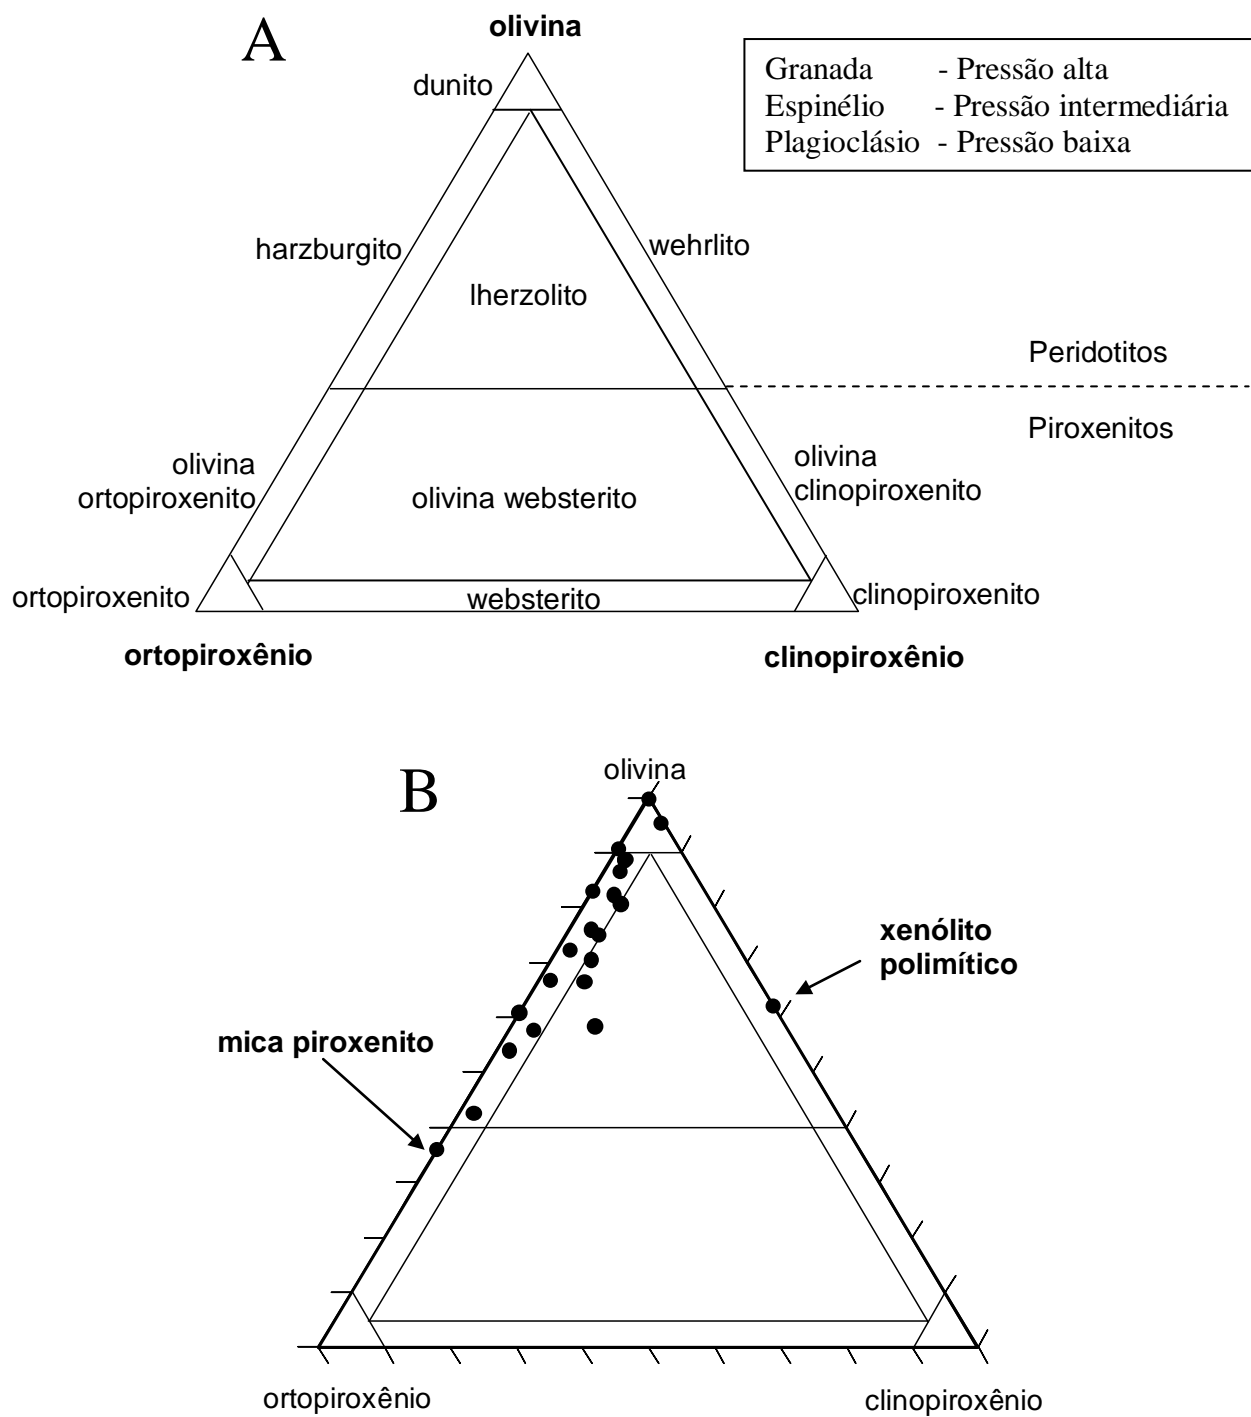 A
olivina
Granada - Pressão alta
Espinélio - Pressão intermediária
Plagioclásio - Pressão baixa
dunito
harzburgito
wehrlito
lherzolito
Peridotitos
Piroxenitos
olivina
ortopiroxenito
olivina websterito
olivina
clinopiroxenito
ortopiroxenito
websterito
clinopiroxenito
ortopiroxênio
clinopiroxênio
B
olivina
xenólito
polimítico
mica piroxenito
ortopiroxênio
clinopiroxênio